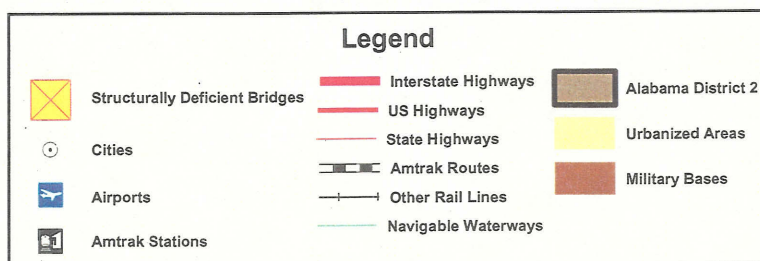 Legend
Structurally Deficient Bridges
Cities
Airports
Amtrak Stations
Interstate Highways
US Highways
State Highways
Amtrak Routes
Other Rail Lines
Navigable Waterways
Alabama District 2
Urbanized Areas
Military Bases